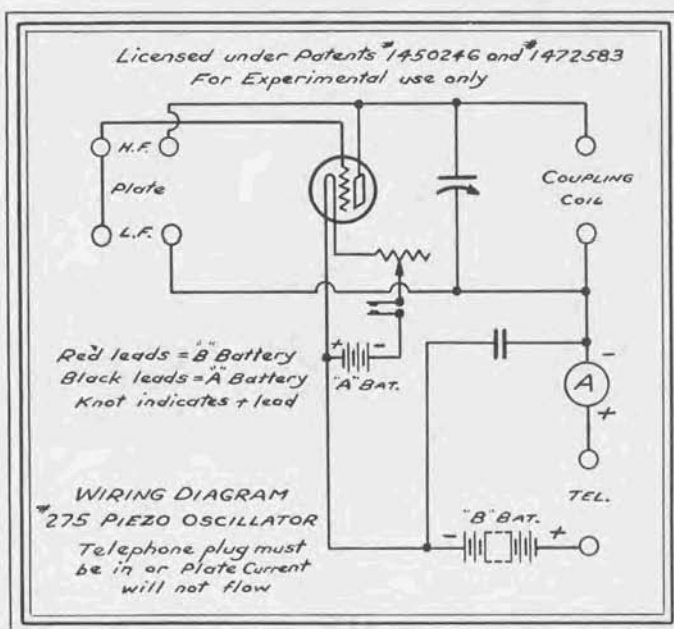 Licensed under Patents #1450246 and #1472583
For Experimental use only
H.F.
Plate
L.F.
COUPLING
COIL
Red leads = "B" Battery
Black leads = "A" Battery
Knot indicates + lead
+ -
"A" BAT.
-
A
+
TEL.
WIRING DIAGRAM
#275 PIEZO OSCILLATOR
Telephone plug must
be in or Plate Current
will not flow
"B" BAT.
- +